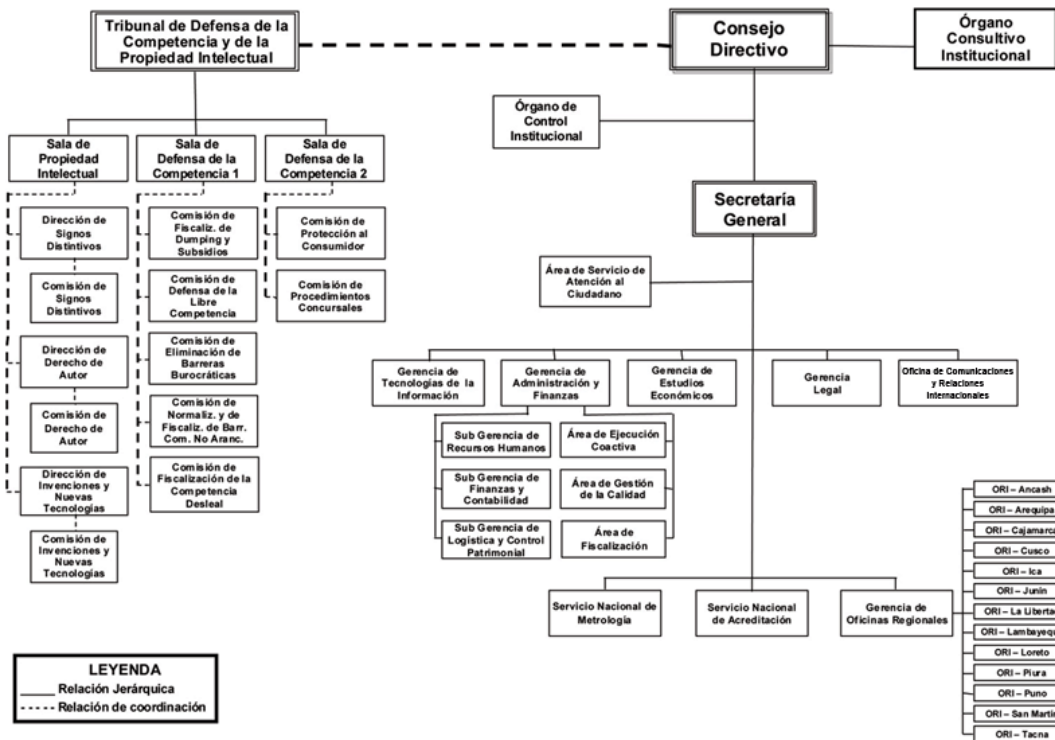 Tribunal de Defensa de la
Competencia y de la
Propiedad Intelectual
Consejo
Directivo
Órgano
Consultivo
Institucional
Órgano de
Control
Institucional
Sala de
Propiedad
Intelectual
Sala de
Defensa de la
Competencia 1
Sala de
Defensa de la
Competencia 2
Secretaría
General
Dirección de
Signos
Distintivos
Comisión de
Signos
Distintivos
Dirección de
Derecho de
Autor
Comisión de
Derecho de
Autor
Dirección de
Invenciones y
Nuevas
Tecnologías
Comisión de
Invenciones y
Nuevas
Tecnologías
Comisión de
Fiscaliz. de
Dumping y
Subsidios
Comisión de
Defensa de la
Libre
Competencia
Comisión de
Eliminación de
Barreras
Burocráticas
Comisión de
Normaliz. y de
Fiscaliz. de Barr.
Com. No Aranc.
Comisión de
Fiscalización de la
Competencia
Desleal
Comisión de
Protección al
Consumidor
Comisión de
Procedimientos
Concursales
Área de Servicio de
Atención al
Ciudadano
Gerencia de
Tecnologías de la
Información
Gerencia de
Administración y
Finanzas
Gerencia de
Estudios
Económicos
Gerencia
Legal
Oficina de Comunicaciones
y Relaciones
Internacionales
Sub Gerencia de
Recursos Humanos
Sub Gerencia de
Finanzas y
Contabilidad
Sub Gerencia de
Logística y Control
Patrimonial
Área de Ejecución
Coactiva
Área de Gestión
de la Calidad
Área de
Fiscalización
Servicio Nacional de
Metrología
Servicio Nacional
de Acreditación
Gerencia de
Oficinas Regionales
ORI – Ancash
ORI – Arequipa
ORI – Cajamarca
ORI – Cusco
ORI – Ica
ORI – Junín
ORI – La Libertad
ORI – Lambayeque
ORI – Loreto
ORI – Piura
ORI – Puno
ORI – San Martín
ORI – Tacna
LEYENDA
Relación Jerárquica
Relación de coordinación